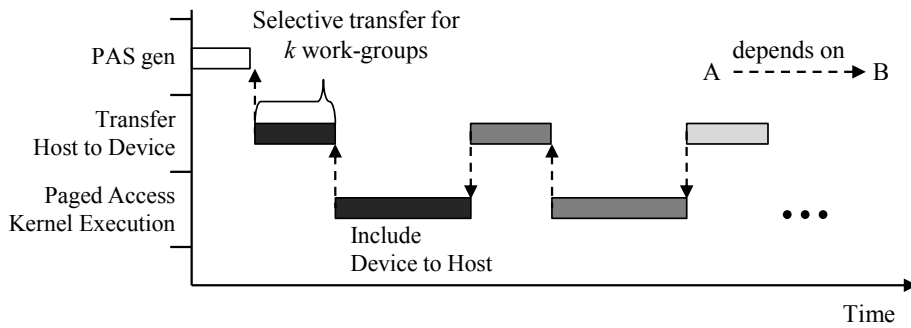 Selective transfer for
k work-groups
PAS gen
depends on
A
B
Transfer
Host to Device
Paged Access
Kernel Execution
Include
Device to Host
Time